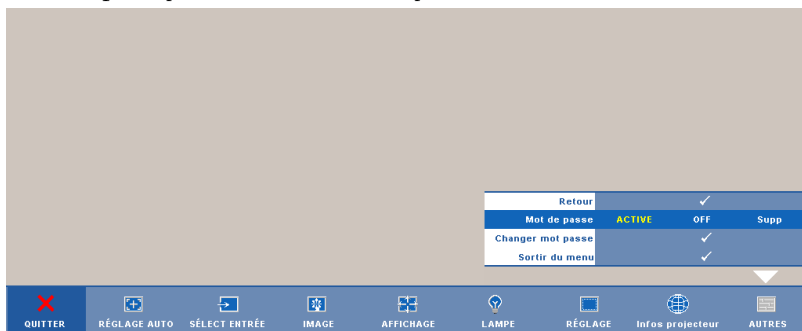 Retour
Mot de passe ACTIVE OFF Supp
Changer mot passe
Sortir du menu
QUITTER RÉGLAGE AUTO SÉLECT ENTRÉE IMAGE AFFICHAGE LAMPE RÉGLAGE Infos projecteur AUTRES